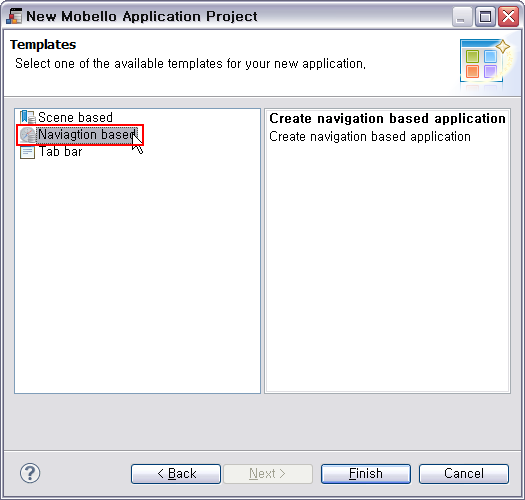 New Mobello Application Project
Templates
Select one of the available templates for your new application.
Scene based
Naviagtion based
Tab bar
Create navigation based application
Create navigation based application
?
< Back
Next >
Finish
Cancel